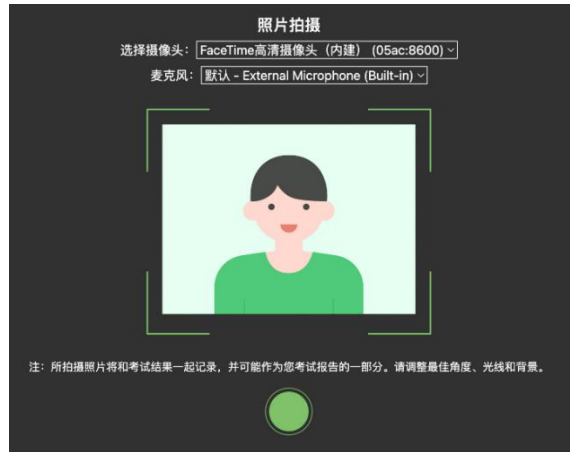 照片拍摄
选择摄像头： FaceTime高清摄像头（内建） (05ac:8600)
麦克风： 默认 - External Microphone (Built-in)
注：所拍摄照片将和考试结果一起记录，并可能作为您考试报告的一部分。请调整最佳角度、光线和背景。